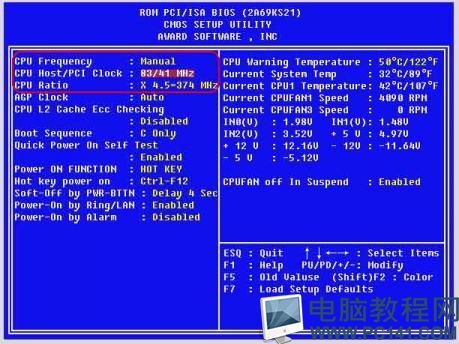 ROM PCI/ISA BIOS (2A69KS21)
CMOS SETUP UTILITY
AWARD SOFTWARE , INC
CPU Frequency : Manual
CPU Host/PCI Clock : 83/41 MHz
CPU Ratio : X 4.5-374 MHz
AGP Clock : Auto
CPU L2 Cache Ecc Checking
: Disabled
Boot Sequence : C Only
Quick Power On Self Test
: Enabled
Power ON FUNCTION : HOT KEY
Hot key power on : Ctrl-F12
Soft-Off by PWR-BTTN : Delay 4 Sec
Power-On by Ring/LAN : Enabled
Power-On by Alarm : Disabled
CPU Warning Temperature : 50°C/122°F
Current System Temp : 32°C/89°F
Current CPU1 Temperature: 42°C/107°F
Current CPUFAN1 Speed : 4090 RPM
Current CPUFAN3 Speed : 0 RPM
IN0(V) : 1.98V IN1(V): 1.48V
IN2(V) : 3.52V + 5 V : 4.97V
+ 12 V : 12.16V - 12V : -11.64V
- 5 V : -5.12V
CPUFAN off In Suspend : Enabled
ESQ : Quit ↑ ↓ ←→ : Select Items
F1 : Help PU/PD/+/-: Modify
F5 : Old Valuse (Shift)F2 : Color
F7 : Load Setup Defaults
电脑教程网
WWW.PC141.COM